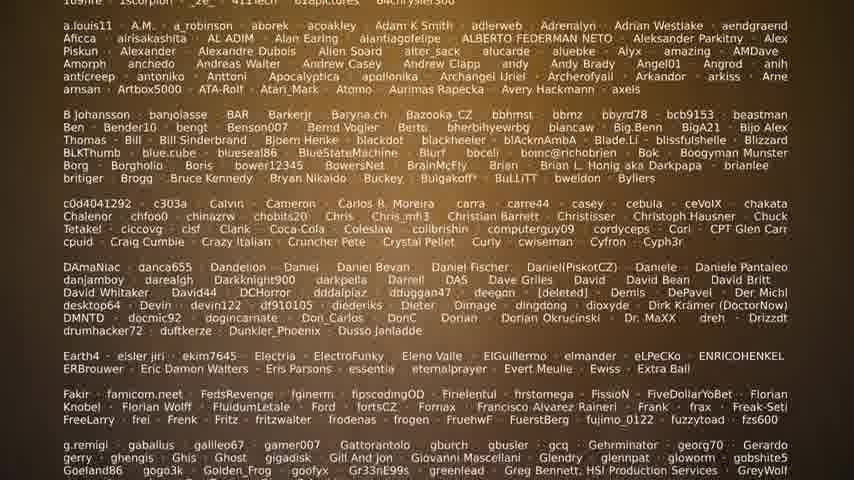 a.louis11 · A.M. · a_robinson · aborek · acoakley · Adam K Smith · adlerweb · Adrenalyn · Adrian Westlake · aendgraend
Aficca · airisakashita · AL ADIM · Alan Earing · alantiagofelipe · ALBERTO FEDERMAN NETO · Aleksander Parkitny · Alex
Piskun · Alexander · Alexandre Dubois · Alien Soard · alter_sack · alucarde · aluebke · Alyx · amazing · AMDave
Amorph · anchedo · Andreas Walter · Andrew Casey · Andrew Clapp · andy · Andy Brady · Angel01 · Angrod · anih
anticreep · antoniko · Anttoni · Apocalyptica · apollonika · Archangel Uriel · Archerofyail · Arkandor · arkiss · Arne
arnsan · Artbox5000 · ATA-Rolf · Atari_Mark · Atomo · Aurimas Rapecka · Avery Hackmann · axels
B Johansson · banjolasse · BAR · BarkerJr · Baryna.ch · Bazooka_CZ · bbhmst · bbmz · bbyrd78 · bcb9153 · beastman
Ben · Bender10 · bengt · Benson007 · Bernd Vogler · Bertu · bherbihyewrbg · biancaw · Big.Benn · BigA21 · Bijo Alex
Thomas · Bill · Bill Sinderbrand · Bjoern Henke · blackdot · blackheeler · blAckrnAmbA · Blade.Li · blissfulshelle · Blizzard
BLKThumb · blue.cube · blueseal86 · BlueStateMachine · Blurf · boceli · bomc@richobrien · Bok · Boogyman Munster
Borg · Borgholio · Boris · bower12345 · BowersNet · BrainMcFly · Brian · Brian L. Honig aka Darkpapa · brianlee
britiger · Brogg · Bruce Kennedy · Bryan Nikaido · Buckey · Bulgakoff* · BuLLiTT · bweldon · Byliers
c0d4041292 · c303a · Calvin · Cameron · Carlos R. Moreira · carra · carre44 · casey · cebula · ceVoIX · chakata
Chalenor · chfoo0 · chinazrw · chobits20 · Chris · Chris_mh3 · Christian Barrett · Christisser · Christoph Hausner · Chuck
Tetakel · ciccovg · cisf · Clank · Coca-Cola · Coleslaw · colibrishin · computerguy09 · cordyceps · Cori · CPT Glen Carr
cpuid · Craig Cumbie · Crazy Italian · Cruncher Pete · Crystal Pellet · Curly · cwiseman · Cyfron · Cyph3r
DAmaNiac · danca655 · Dandelion · Daniel · Daniel Bevan · Daniel Fischer · Daniel(PiskotCZ) · Daniele · Daniele Pantaleo
danjamboy · darealgh · Darkknight900 · darkpella · Darrell · DAS · Dave Griles · David · David Bean · David Britt
David Whitaker · David44 · DCHorror · ddalpiaz · dduggan47 · deegon · [deleted] · Demis · DePavel · Der Michl
desktop64 · Devin · devin122 · df910105 · diederiks · Dieter · Dimage · dingdong · dioxyde · Dirk Krämer (DoctorNow)
DMNTD · docmic92 · dogincarnate · Don_Carlos · DonC · Dorian · Dorian Okrucinski · Dr. MaXX · dreh · Drizzdt
drumhacker72 · duftkerze · Dunkler_Phoenix · Dusso Janladde
Earth4 · eisler jiri · ekim7645 · Electria · ElectroFunky · Eleno Valle · ElGuillermo · elmander · eLPeCKo · ENRICOHENKEL
ERBrouwer · Eric Damon Walters · Eris Parsons · essentia · eternalprayer · Evert Meulie · Ewiss · Extra Ball
Fakir · famicom.neet · FedsRevenge · fginerm · fipscodingOD · Firielentul · firstomega · FissioN · FiveDollarYoBet · Florian
Knobel · Florian Wolff · FluidumLetale · Ford · fortsCZ · Fornax · Francisco Alvarez Raineri · Frank · frax · Freak-Seti
FreeLarry · frei · Frenk · Fritz · fritzwalter · frodenas · frogen · FruehwF · FuerstBerg · fujimo_0122 · fuzzytoad · fzs600
g.remigi · gaballus · galileo67 · gamer007 · Gattorantolo · gburch · gbusler · gcq · Gehrminator · georg70 · Gerardo
gerry · ghengis · Ghis · Ghost · gigadisk · Gill And Jon · Giovanni Mascellani · Glendry · glennpat · gloworm · gobshite5
Goeland86 · gogo3k · Golden_Frog · goofyx · Gr33nE99s · greenlead · Greg Bennett, HSI Production Services · GreyWolf